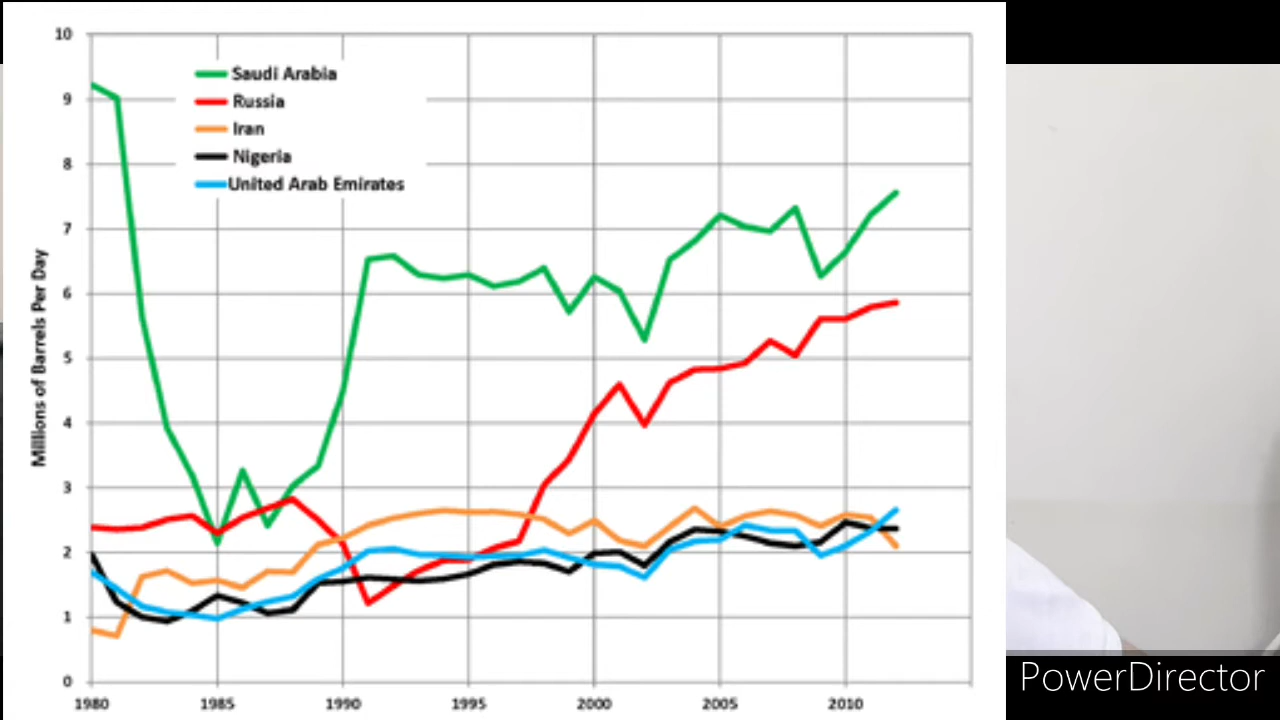 10
9
8
7
6
5
4
3
2
1
0
Millions of Barrels Per Day
Saudi Arabia
Russia
Iran
Nigeria
United Arab Emirates
1980 1985 1990 1995 2000 2005 2010
PowerDirector